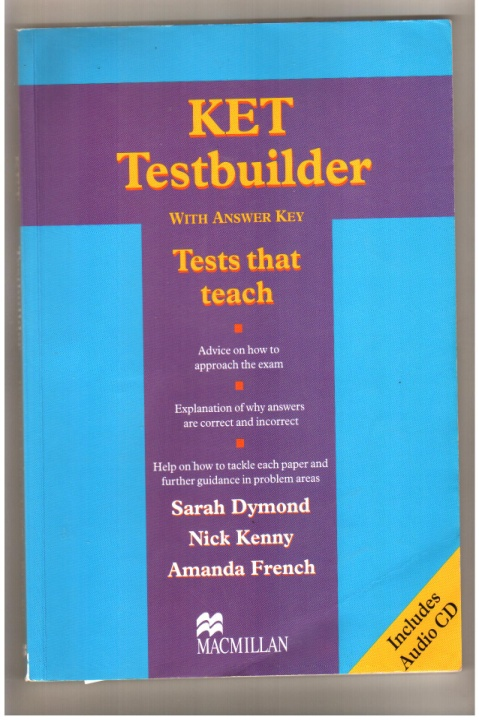 KET
Testbuilder
WITH ANSWER KEY
Tests that
teach
Advice on how to
approach the exam
Explanation of why answers
are correct and incorrect
Help on how to tackle each paper and
further guidance in problem areas
Sarah Dymond
Nick Kenny
Amanda French
MACMILLAN
Includes
Audio CD